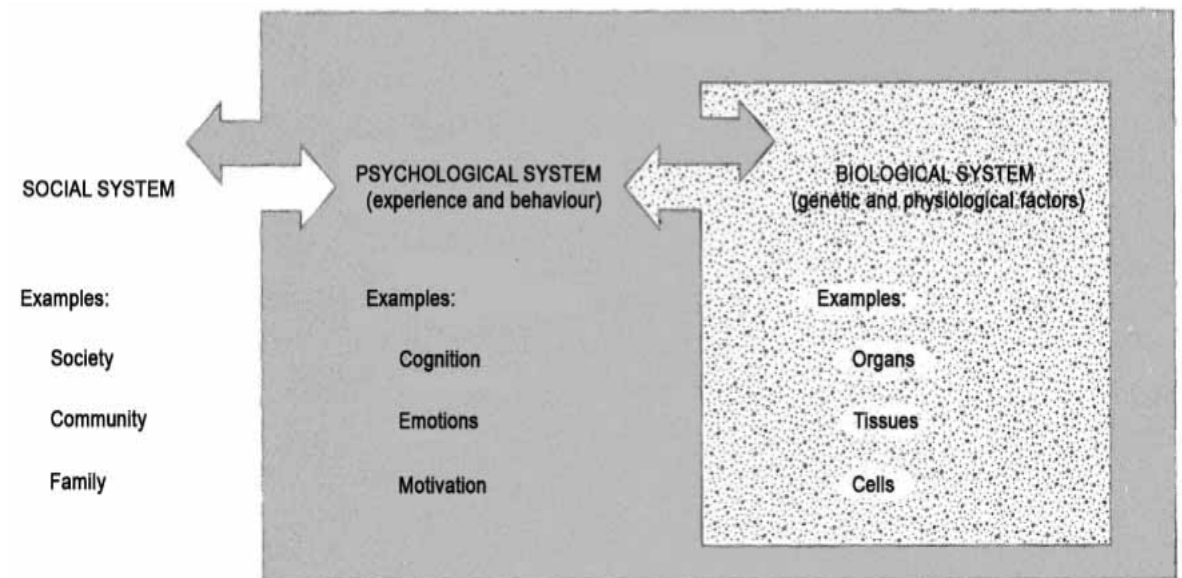 SOCIAL SYSTEM
Examples:
Society
Community
Family
PSYCHOLOGICAL SYSTEM
(experience and behaviour)
Examples:
Cognition
Emotions
Motivation
BIOLOGICAL SYSTEM
(genetic and physiological factors)
Examples:
Organs
Tissues
Cells